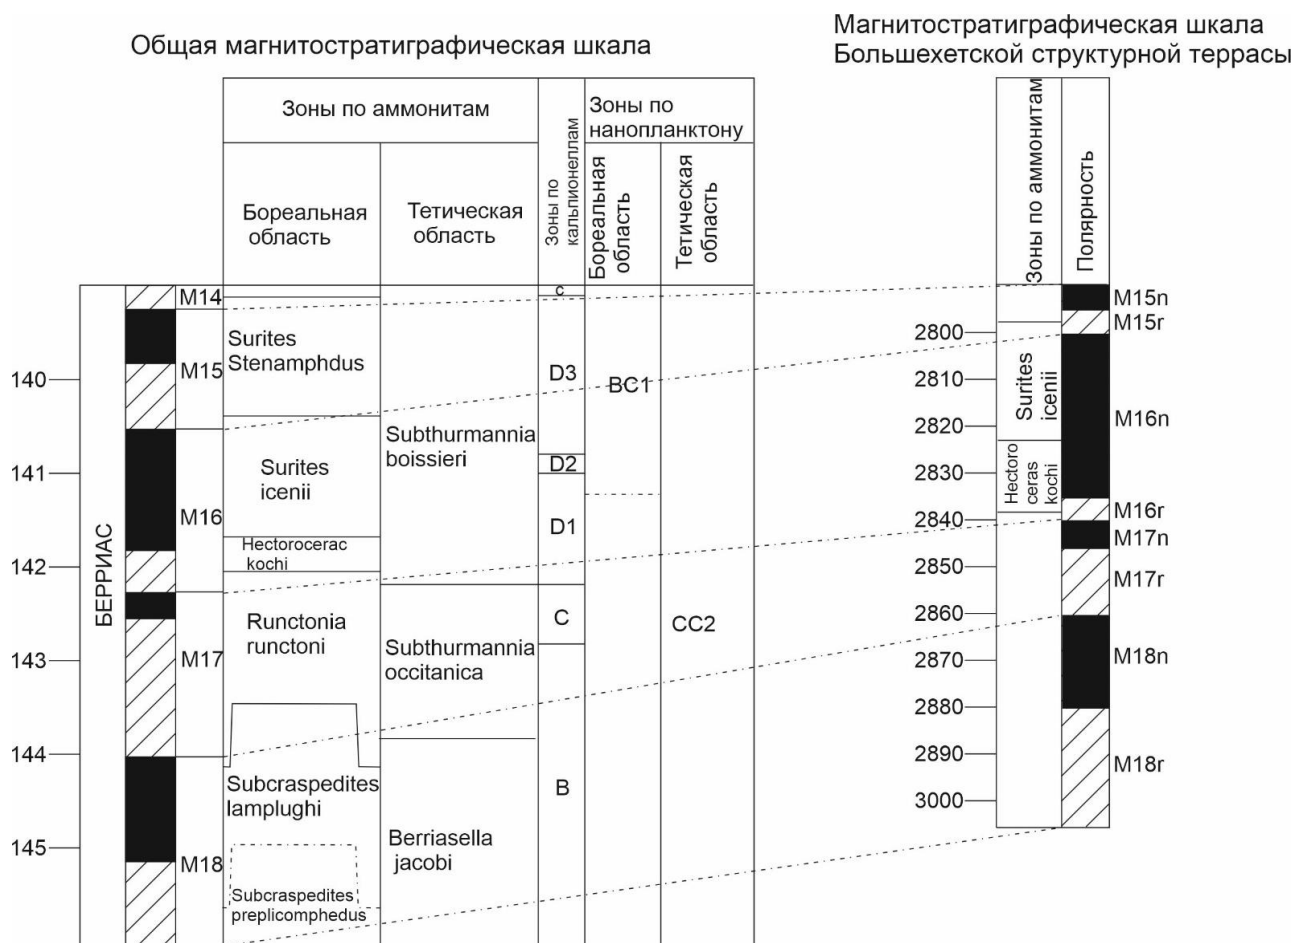 Общая магнитостратиграфическая шкала
Магнитостратиграфическая шкала
Большехетской структурной террасы
Зоны по аммонитам
Бореальная
область
Тетическая
область
Зоны по
кальпионеллам
Зоны по
нанопланктону
Бореальная
область
Тетическая
область
Зоны по аммонитам
Полярность
БЕРРИАС
140
141
142
143
144
145
M14
M15
M16
M17
M18
Surites
Stenamphdus
Surites
icenii
Hectorocerac
kochi
Runctonia
runctoni
Subcraspedites
lamplughi
Subcraspedites
preplicomphedus
Subthurmannia
boissieri
Subthurmannia
occitanica
Berriasella
jacobi
c
D3
D2
D1
C
B
BC1
CC2
2800
2810
2820
2830
2840
2850
2860
2870
2880
2890
3000
Surites
icenii
Hectoro
ceras
kochi
M15n
M15r
M16n
M16r
M17n
M17r
M18n
M18r